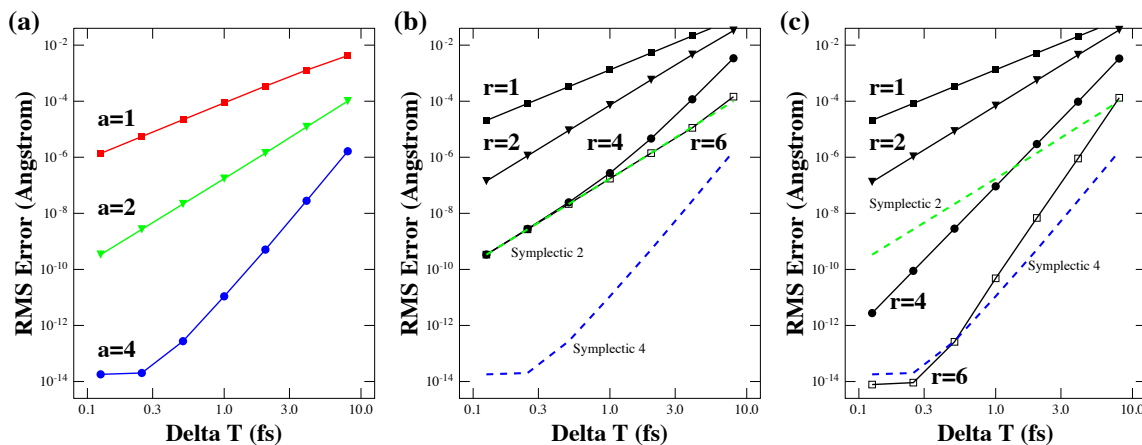 (a)
RMS Error (Angstrom)
10-2
10-4
10-6
10-8
10-10
10-12
10-14
a=1
a=2
a=4
0.1 0.3 1.0 3.0 10.0
Delta T (fs)
(b)
RMS Error (Angstrom)
10-2
10-4
10-6
10-8
10-10
10-12
10-14
r=1
r=2
r=4
r=6
Symplectic 2
Symplectic 4
0.1 0.3 1.0 3.0 10.0
Delta T (fs)
(c)
RMS Error (Angstrom)
10-2
10-4
10-6
10-8
10-10
10-12
10-14
r=1
r=2
Symplectic 2
Symplectic 4
r=4
r=6
0.1 0.3 1.0 3.0 10.0
Delta T (fs)